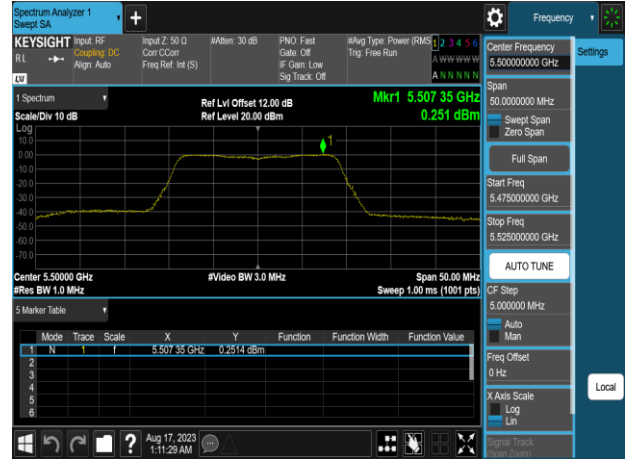 Spectrum Analyzer 1
Swept SA
+
Frequency
KEYSIGHT
RL
LXI
Input: RF
Coupling: DC
Align: Auto
Input Z: 50 Ω
Corr CCorr
Freq Ref: Int (S)
#Atten: 30 dB
PNO: Fast
Gate: Off
IF Gain: Low
Sig Track: Off
#Avg Type: Power (RMS
Trig: Free Run
1 2 3 4 5 6
A W W W W W
A N N N N N
Center Frequency
5.500000000 GHz
Settings
Span
50.0000000 MHz
Swept Span
Zero Span
Full Span
Start Freq
5.475000000 GHz
Stop Freq
5.525000000 GHz
AUTO TUNE
CF Step
5.000000 MHz
Auto
Man
Freq Offset
0 Hz
X Axis Scale
Log
Lin
Signal Track
(Span Zoom)
Local
1 Spectrum
Scale/Div 10 dB
Ref Lvl Offset 12.00 dB
Ref Level 20.00 dBm
Mkr1 5.507 35 GHz
0.251 dBm
Log
10.0
0.00
-10.0
-20.0
-30.0
-40.0
-50.0
-60.0
-70.0
1
Center 5.50000 GHz
#Res BW 1.0 MHz
#Video BW 3.0 MHz
Span 50.00 MHz
Sweep 1.00 ms (1001 pts)
5 Marker Table
Mode Trace Scale X Y Function Function Width Function Value
1 N 1 f 5.507 35 GHz 0.2514 dBm
2
3
4
5
6
?
Aug 17, 2023
1:11:29 AM